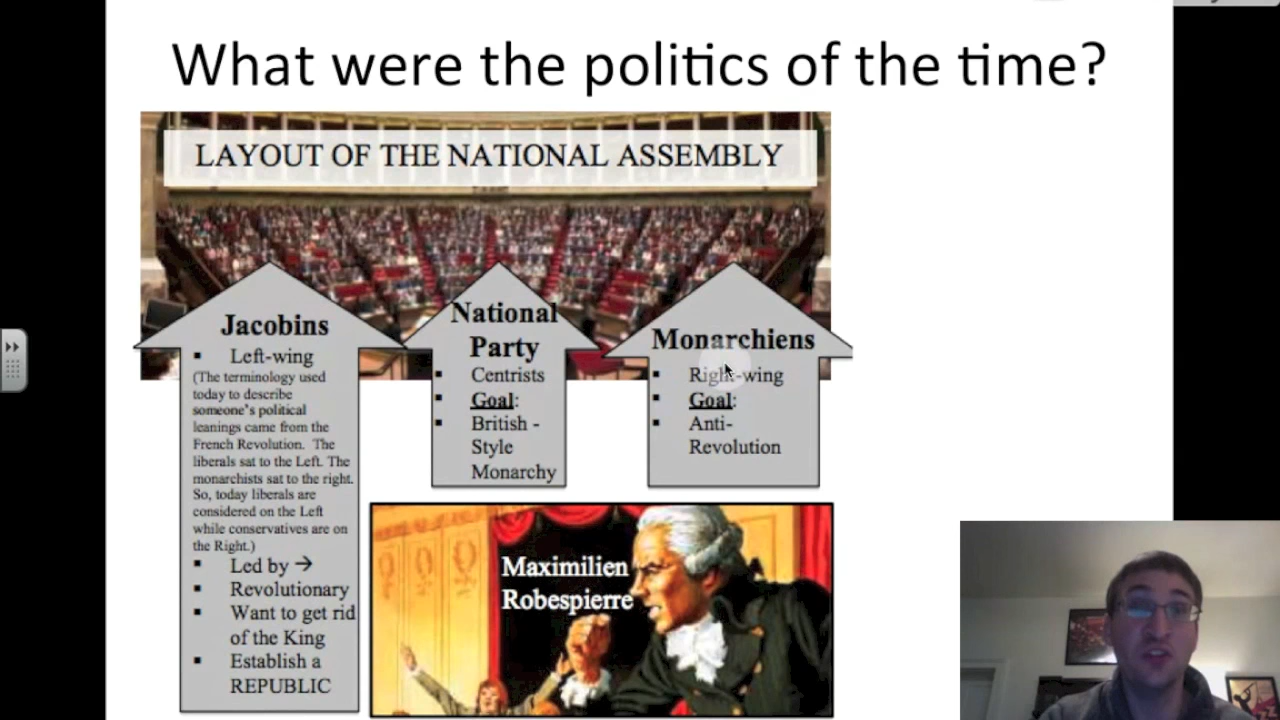 What were the politics of the time?
LAYOUT OF THE NATIONAL ASSEMBLY
Jacobins
▪ Left-wing
(The terminology used
today to describe
someone's political
leanings came from the
French Revolution. The
liberals sat to the Left. The
monarchists sat to the right.
So, today liberals are
considered on the Left
while conservatives are on
the Right.)
▪ Led by →
▪ Revolutionary
▪ Want to get rid
of the King
▪ Establish a
REPUBLIC
National
Party
▪ Centrists
▪ Goal:
▪ British -
Style
Monarchy
Monarchiens
▪ Right-wing
▪ Goal:
▪ Anti-
Revolution
Maximilien
Robespierre